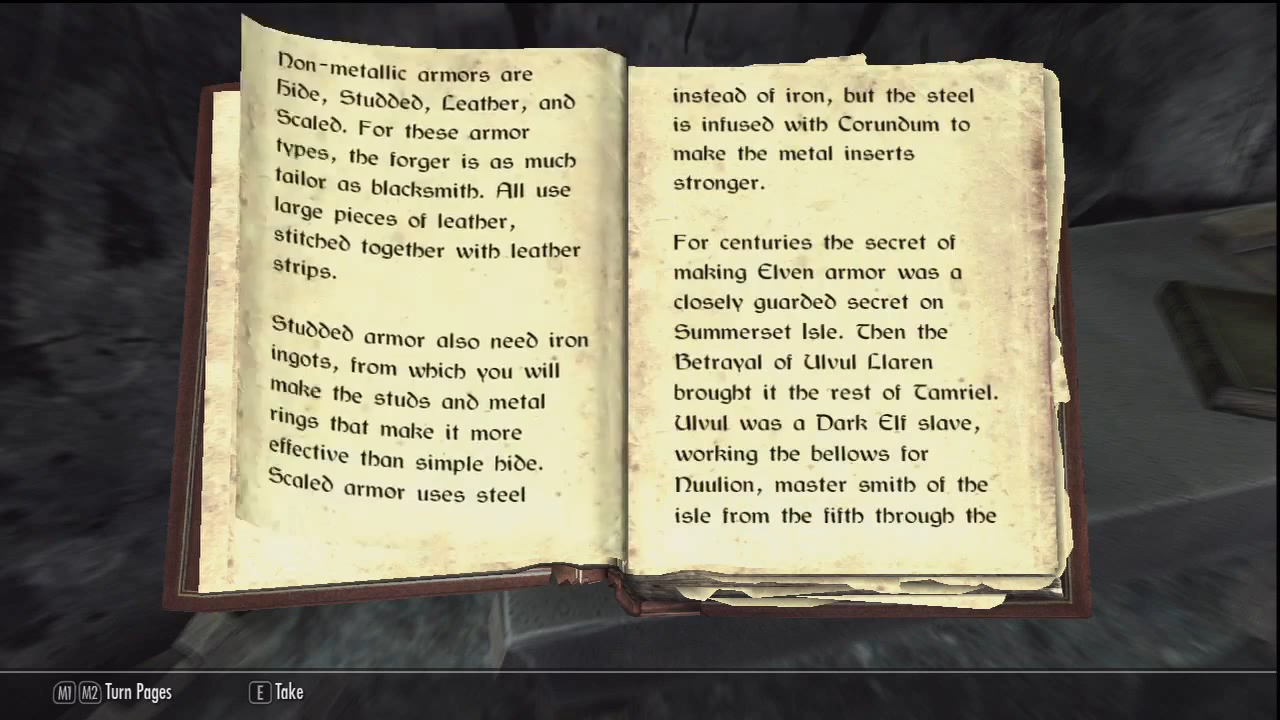 Non-metallic armors are
Hide, Studded, Leather, and
Scaled. For these armor
types, the forger is as much
tailor as blacksmith. All use
large pieces of leather,
stitched together with leather
strips.
Studded armor also need iron
ingots, from which you will
make the studs and metal
rings that make it more
effective than simple hide.
Scaled armor uses steel
instead of iron, but the steel
is infused with Corundum to
make the metal inserts
stronger.
For centuries the secret of
making Elven armor was a
closely guarded secret on
Summerset Isle. Then the
Betrayal of Ulvul Llaren
brought it the rest of Tamriel.
Ulvul was a Dark Elf slave,
working the bellows for
Nuulion, master smith of the
isle from the fifth through the
M1 M2 Turn Pages
E Take